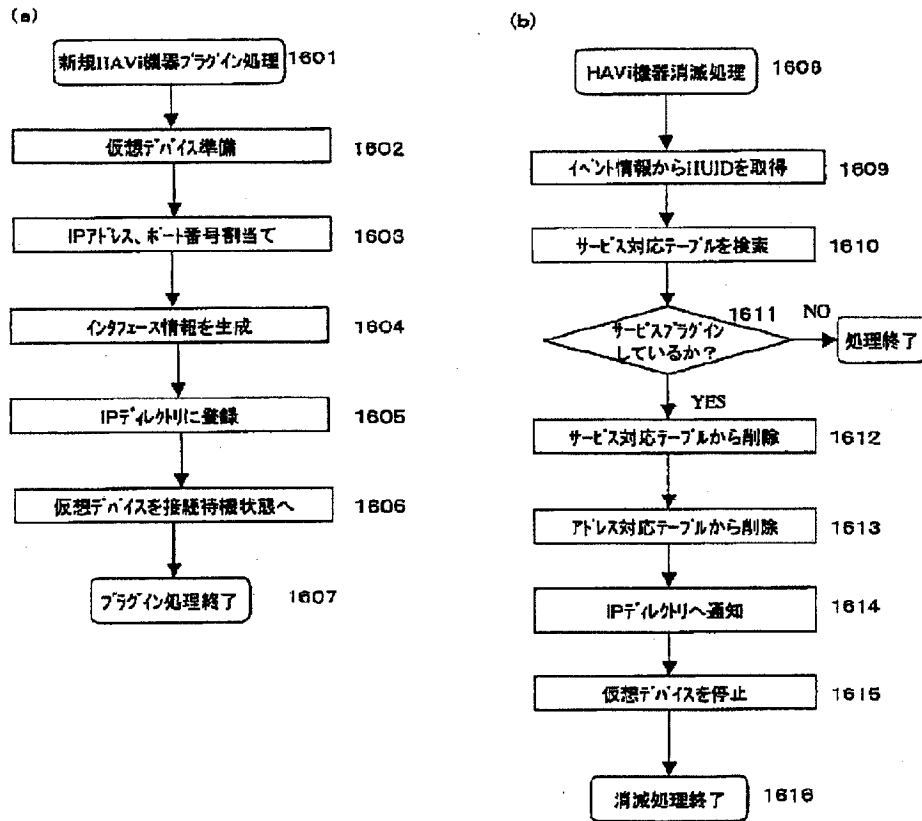 (a)
新規HAVi機器プラグイン処理 1601
仮想デバイス準備 1602
IPアドレス、ポート番号割当て 1603
インタフェース情報を生成 1604
IPディレクトリに登録 1605
仮想デバイスを接続待機状態へ 1606
プラグイン処理終了 1607
(b)
HAVi機器消滅処理 1608
イベント情報からHUIDを取得 1609
サービス対応テーブルを検索 1610
サービスプラグイン
しているか？
1611
NO
処理終了
YES
サービス対応テーブルから削除 1612
アドレス対応テーブルから削除 1613
IPディレクトリへ通知 1614
仮想デバイスを停止 1615
消滅処理終了 1616